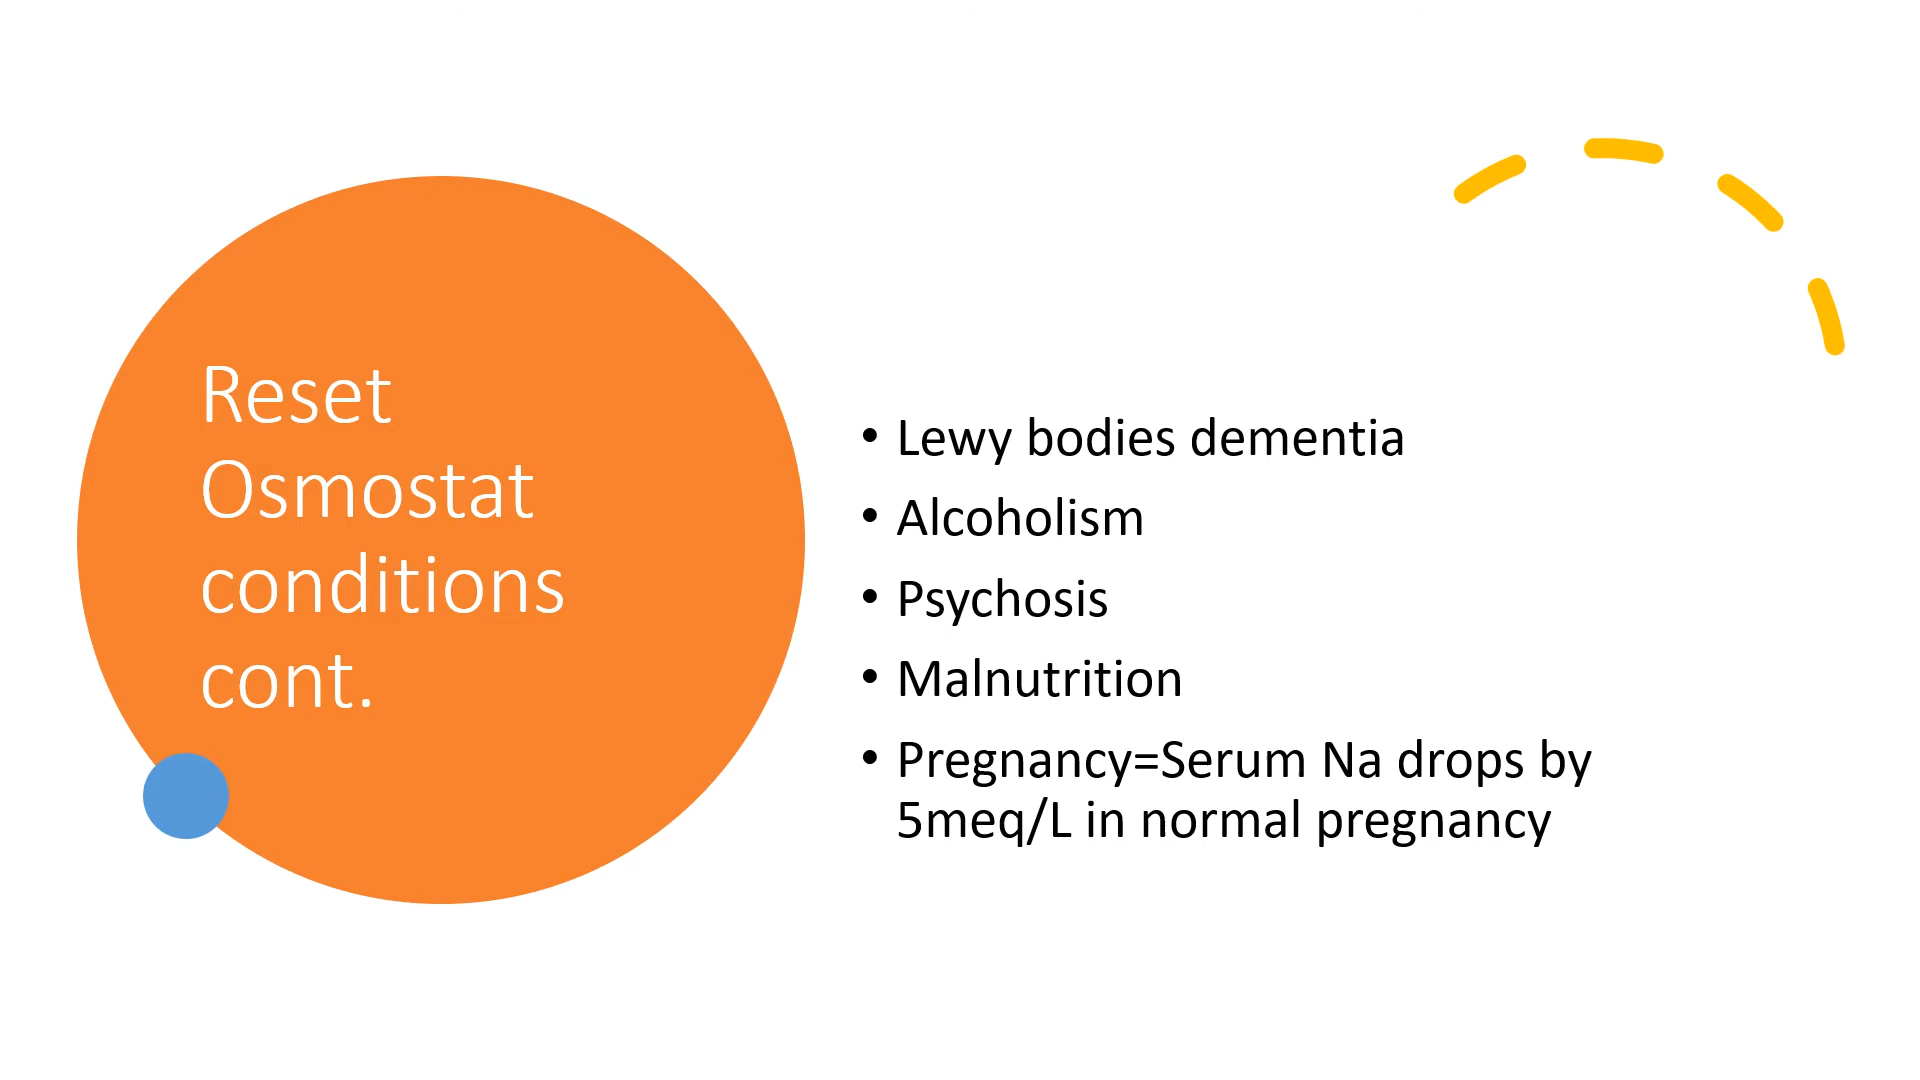 Reset
Osmostat
conditions
cont.
• Lewy bodies dementia
• Alcoholism
• Psychosis
• Malnutrition
• Pregnancy=Serum Na drops by
5meq/L in normal pregnancy